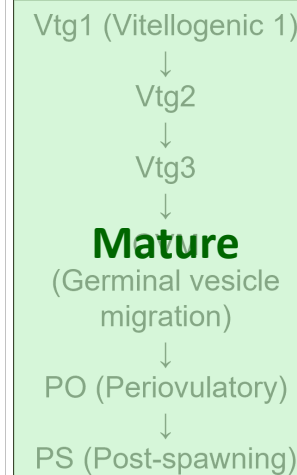 Vtg1 (Vitellogenic 1)
↓
Vtg2
↓
Vtg3
↓
Mature
(Germinal vesicle
migration)
↓
PO (Periovulatory)
↓
PS (Post-spawning)